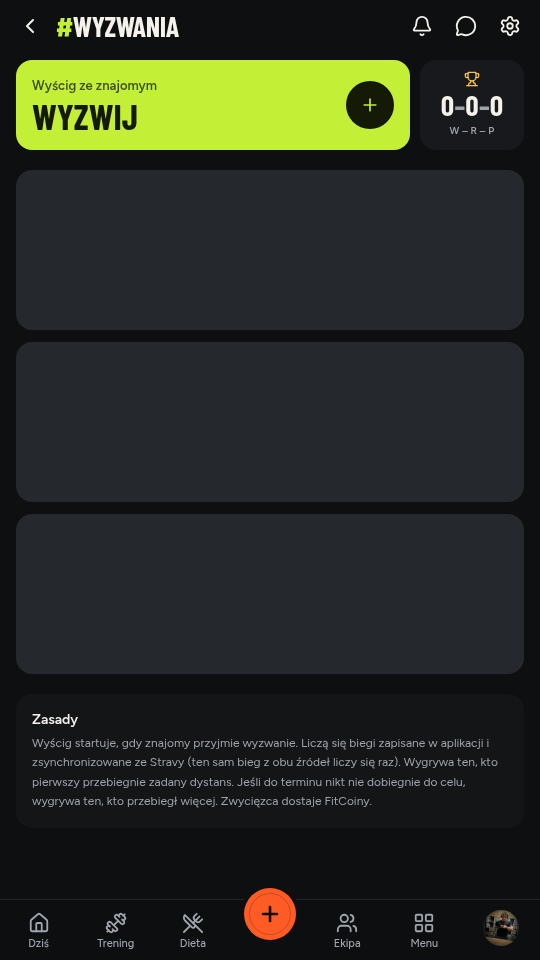 #WYZWANIA
Wyścig ze znajomym
WYZWIJ
0-0-0
W – R – P
Zasady
Wyścig startuje, gdy znajomy przyjmie wyzwanie. Liczą się biegi zapisane w aplikacji i
zsynchronizowane ze Stravy (ten sam bieg z obu źródeł liczy się raz). Wygrywa ten, kto
pierwszy przebiegnie zadany dystans. Jeśli do terminu nikt nie dobiegnie do celu,
wygrywa ten, kto przebiegł więcej. Zwycięzca dostaje FitCoiny.
Dziś
Trening
Dieta
Ekipa
Menu